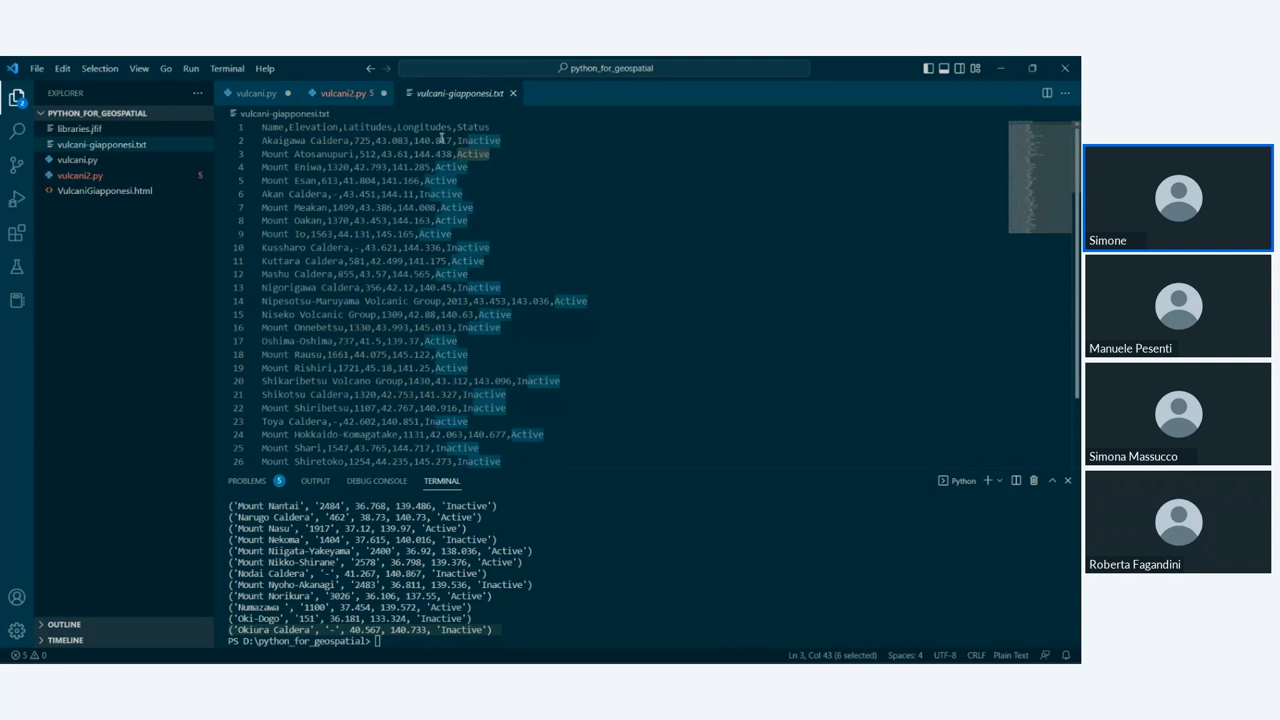 File Edit Selection View Go Run Terminal Help
python_for_geospatial
EXPLORER
PYTHON_FOR_GEOSPATIAL
libraries.jfif
vulcani-giapponesi.txt
vulcani.py
vulcani2.py 5
VulcaniGiapponesi.html
OUTLINE
TIMELINE
vulcani.py
vulcani2.py 5
vulcani-giapponesi.txt
vulcani-giapponesi.txt
1 Name,Elevation,Latitudes,Longitudes,Status
2 Akaigawa Caldera,725,43.083,140.817,Inactive
3 Mount Atosanupuri,512,43.61,144.438,Active
4 Mount Eniwa,1320,42.793,141.285,Active
5 Mount Esan,613,41.804,141.166,Active
6 Akan Caldera,-,43.451,144.11,Inactive
7 Mount Meakan,1499,43.386,144.008,Active
8 Mount Oakan,1370,43.453,144.163,Active
9 Mount Io,1563,44.131,145.165,Active
10 Kussharo Caldera,-,43.621,144.336,Inactive
11 Kuttara Caldera,581,42.499,141.175,Active
12 Mashu Caldera,855,43.57,144.565,Active
13 Nigorigawa Caldera,356,42.12,140.45,Inactive
14 Nipesotsu-Maruyama Volcanic Group,2013,43.453,143.036,Active
15 Niseko Volcanic Group,1309,42.88,140.63,Active
16 Mount Onnebetsu,1330,43.993,145.013,Inactive
17 Oshima-Oshima,737,41.5,139.37,Active
18 Mount Rausu,1661,44.075,145.122,Active
19 Mount Rishiri,1721,45.18,141.25,Active
20 Shikaribetsu Volcano Group,1430,43.312,143.096,Inactive
21 Shikotsu Caldera,1320,42.753,141.327,Inactive
22 Mount Shiribetsu,1107,42.767,140.916,Inactive
23 Toya Caldera,-,42.602,140.851,Inactive
24 Mount Hokkaido-Komagatake,1131,42.063,140.677,Active
25 Mount Shari,1547,43.765,144.717,Inactive
26 Mount Shiretoko,1254,44.235,145.273,Inactive
PROBLEMS 5 OUTPUT DEBUG CONSOLE TERMINAL
Python
('Mount Nantai', '2484', 36.768, 139.486, 'Inactive')
('Narugo Caldera', '462', 38.73, 140.73, 'Active')
('Mount Nasu', '1917', 37.12, 139.97, 'Active')
('Mount Nekoma', '1404', 37.615, 140.016, 'Inactive')
('Mount Niigata-Yakeyama', '2400', 36.92, 138.036, 'Active')
('Mount Nikko-Shirane', '2578', 36.798, 139.376, 'Active')
('Nodai Caldera', '-', 41.267, 140.867, 'Inactive')
('Mount Nyoho-Akanagi', '2483', 36.811, 139.536, 'Inactive')
('Mount Norikura', '3026', 36.106, 137.55, 'Active')
('Numazawa ', '1100', 37.454, 139.572, 'Active')
('Oki-Dogo', '151', 36.181, 133.324, 'Inactive')
('Okiura Caldera', '-', 40.567, 140.733, 'Inactive')
PS D:\python_for_geospatial>
5 0
Ln 3, Col 43 (6 selected) Spaces: 4 UTF-8 CRLF Plain Text
Simone
Manuele Pesenti
Simona Massucco
Roberta Fagandini